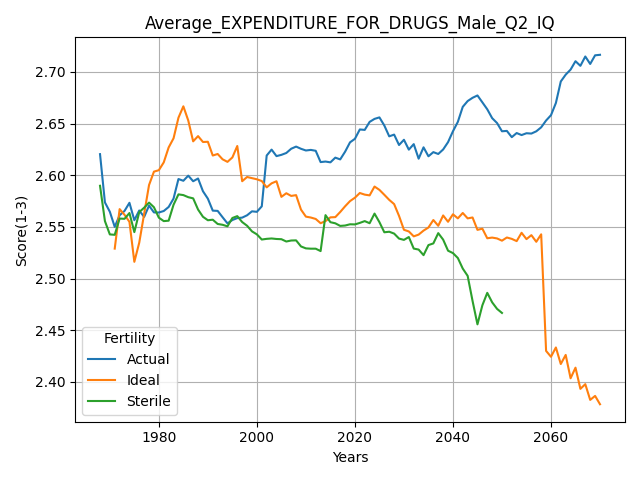 Average_EXPENDITURE_FOR_DRUGS_Male_Q2_IQ
Score(1-3)
2.70
2.65
2.60
2.55
2.50
2.45
2.40
Fertility
Actual
Ideal
Sterile
1980
2000
2020
2040
2060
Years